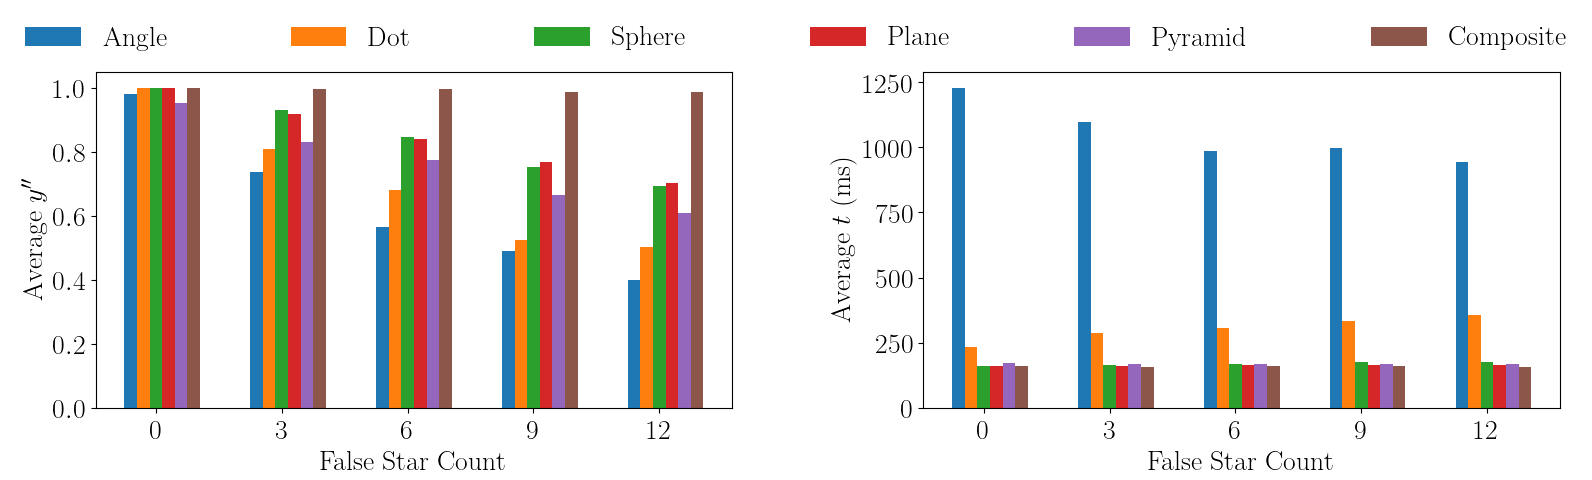 Angle Dot Sphere Plane Pyramid Composite
1.0
0.8
0.6
0.4
0.2
0.0
Average y″
0 3 6 9 12
False Star Count
1250
1000
750
500
250
0
Average t (ms)
0 3 6 9 12
False Star Count